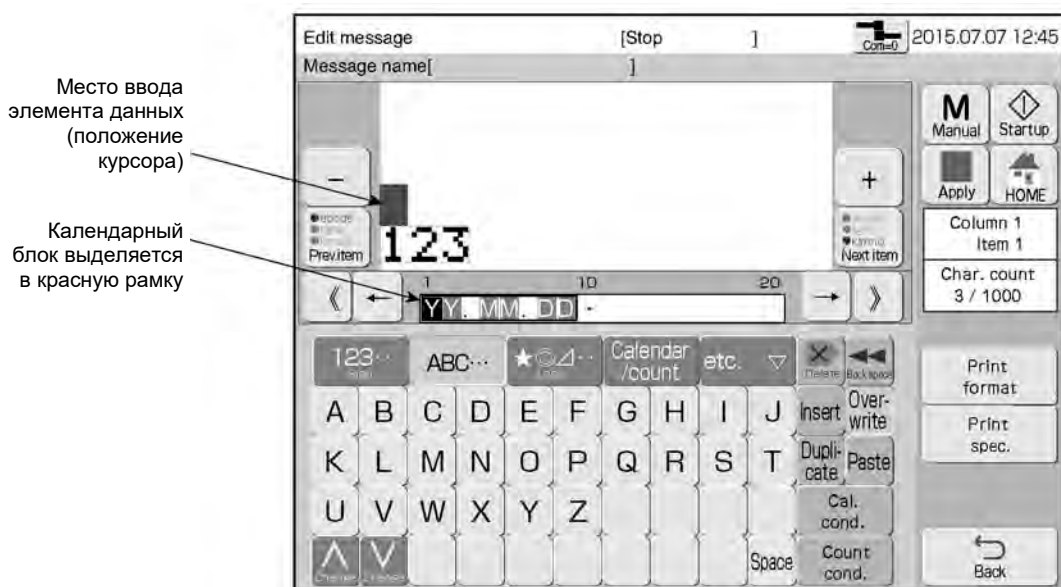 Место ввода
элемента данных
(положение
курсора)
Календарный
блок выделяется
в красную рамку
Edit message [Stop ] Com=0 2015.07.07 12:45
Message name[ ]
M
Manual
Startup
Apply
HOME
−
+
Prev.item
Next item
123
Column 1
Item 1
Char. count
3 / 1000
1 10 20
《 ← → 》
YY. MM. DD
123··
ABC···
Calendar
/count
etc. ▽
Delete
Back space
A B C D E F G H I J
Insert
Over-
write
K L M N O P Q R S T
Dupli-
cate
Paste
U V W X Y Z
Cal.
cond.
Space
Count
cond.
Print
format
Print
spec.
Back